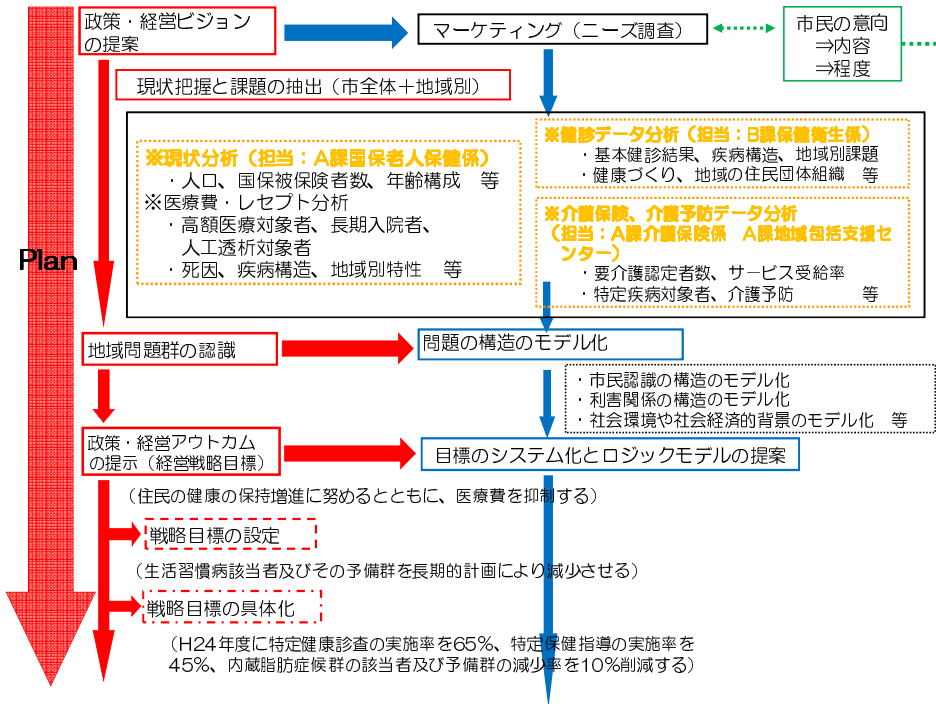 政策・経営ビジョン
の提案
マーケティング（ニーズ調査）
市民の意向
⇒内容
⇒程度
現状把握と課題の抽出（市全体＋地域別）
※現状分析（担当：A課国保老人保健係）
・人口、国保被保険者数、年齢構成　等
※医療費・レセプト分析
・高額医療対象者、長期入院者、
人工透析対象者
・死因、疾病構造、地域別特性　等
※健診データ分析（担当：B課保健衛生係）
・基本健診結果、疾病構造、地域別課題
・健康づくり、地域の住民団体組織　等
※介護保険、介護予防データ分析
（担当：A課介護保険係　A課地域包括支援セ
ンター）
・要介護認定者数、サービス受給率
・特定疾病対象者、介護予防　　　　等
Plan
地域問題群の認識
問題の構造のモデル化
・市民認識の構造のモデル化
・利害関係の構造のモデル化
・社会環境や社会経済的背景のモデル化　等
政策・経営アウトカム
の提示（経営戦略目標）
目標のシステム化とロジックモデルの提案
（住民の健康の保持増進に努めるとともに、医療費を抑制する）
戦略目標の設定
（生活習慣病該当者及びその予備群を長期的計画により減少させる）
戦略目標の具体化
（H24年度に特定健康診査の実施率を65%、特定保健指導の実施率を
45%、内蔵脂肪症候群の該当者及び予備群の減少率を10%削減する）